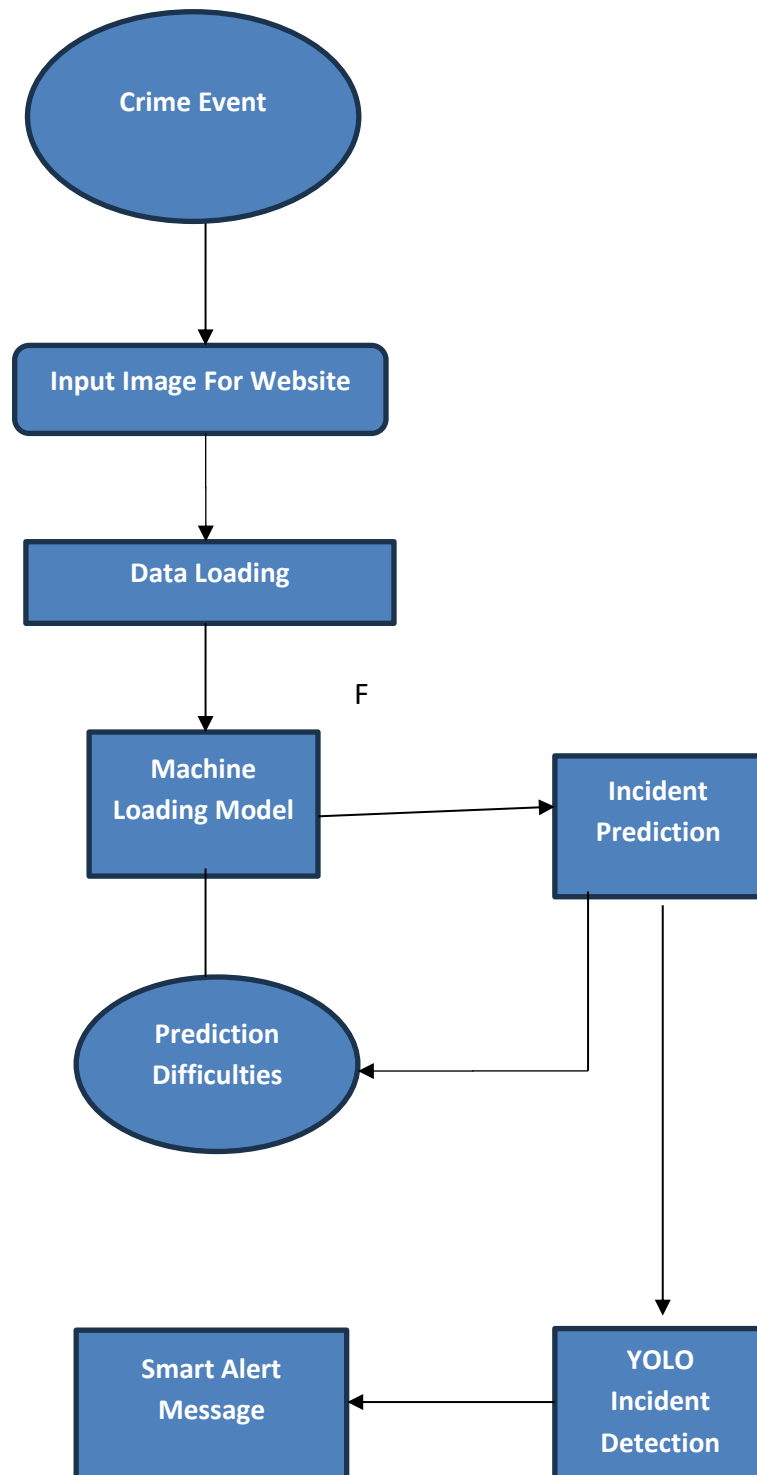 Crime Event
Input Image For Website
Data Loading
F
Machine
Loading Model
Incident
Prediction
Prediction
Difficulties
Smart Alert
Message
YOLO
Incident
Detection